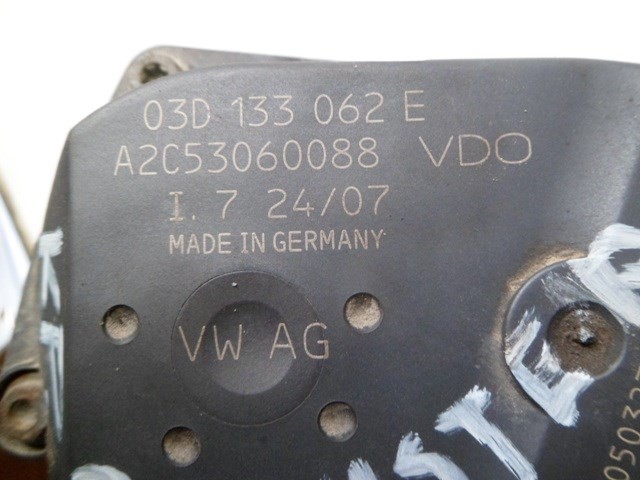 03D 133 062 E
A2C53060088 VDO
I. 7 24/07
MADE IN GERMANY
VW AG